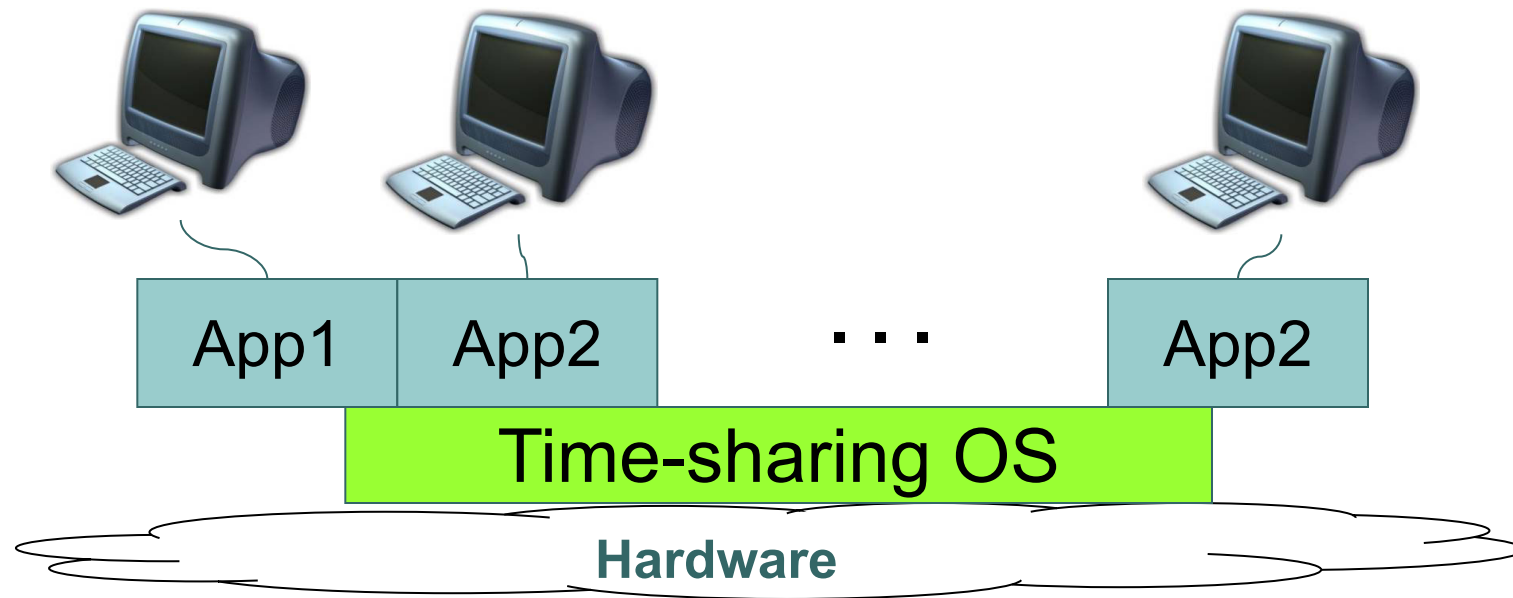 App1
App2
. . .
App2
Time-sharing OS
Hardware